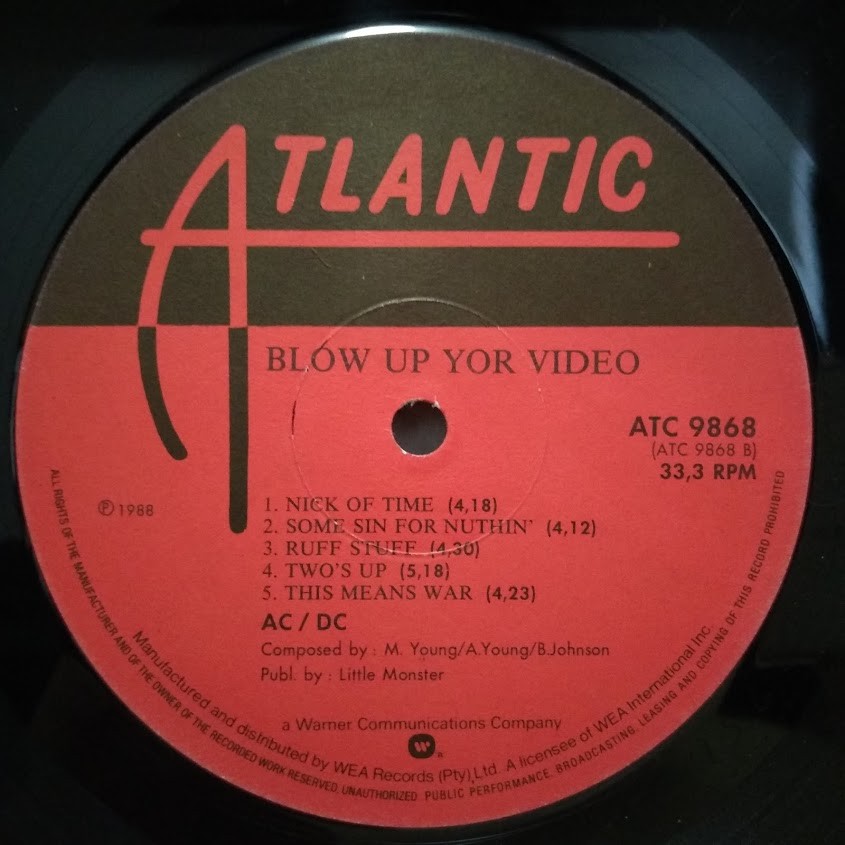 ATLANTIC
BLOW UP YOR VIDEO
ATC 9868
(ATC 9868 B)
33,3 RPM
℗ 1988
1. NICK OF TIME (4,18)
2. SOME SIN FOR NUTHIN' (4,12)
3. RUFF STUFF (4,30)
4. TWO'S UP (5,18)
5. THIS MEANS WAR (4,23)
AC / DC
Composed by : M. Young/A.Young/B.Johnson
Publ. by : Little Monster
a Warner Communications Company
Manufactured and distributed by WEA Records (Pty),Ltd. A licensee of WEA International Inc.
ALL RIGHTS OF THE MANUFACTURER AND OF THE OWNER OF THE RECORDED WORK RESERVED. UNAUTHORIZED PUBLIC PERFORMANCE. BROADCASTING. LEASING AND COPYING OF THIS RECORD PROHIBITED